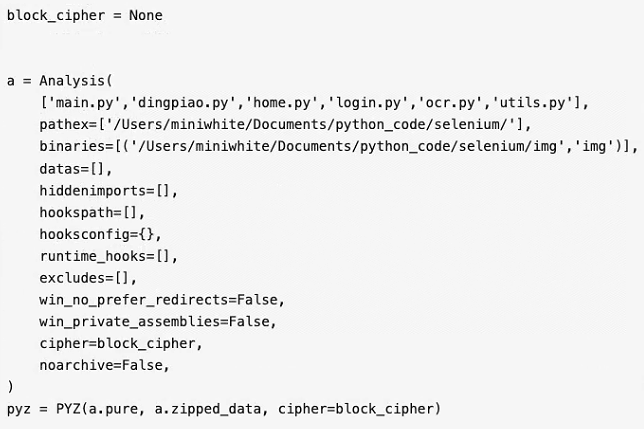 block_cipher = None
a = Analysis(
    ['main.py','dingpiao.py','home.py','login.py','ocr.py','utils.py'],
    pathex=['/Users/miniwhite/Documents/python_code/selenium/'],
    binaries=[('/Users/miniwhite/Documents/python_code/selenium/img','img')],
    datas=[],
    hiddenimports=[],
    hookspath=[],
    hooksconfig={},
    runtime_hooks=[],
    excludes=[],
    win_no_prefer_redirects=False,
    win_private_assemblies=False,
    cipher=block_cipher,
    noarchive=False,
)
pyz = PYZ(a.pure, a.zipped_data, cipher=block_cipher)